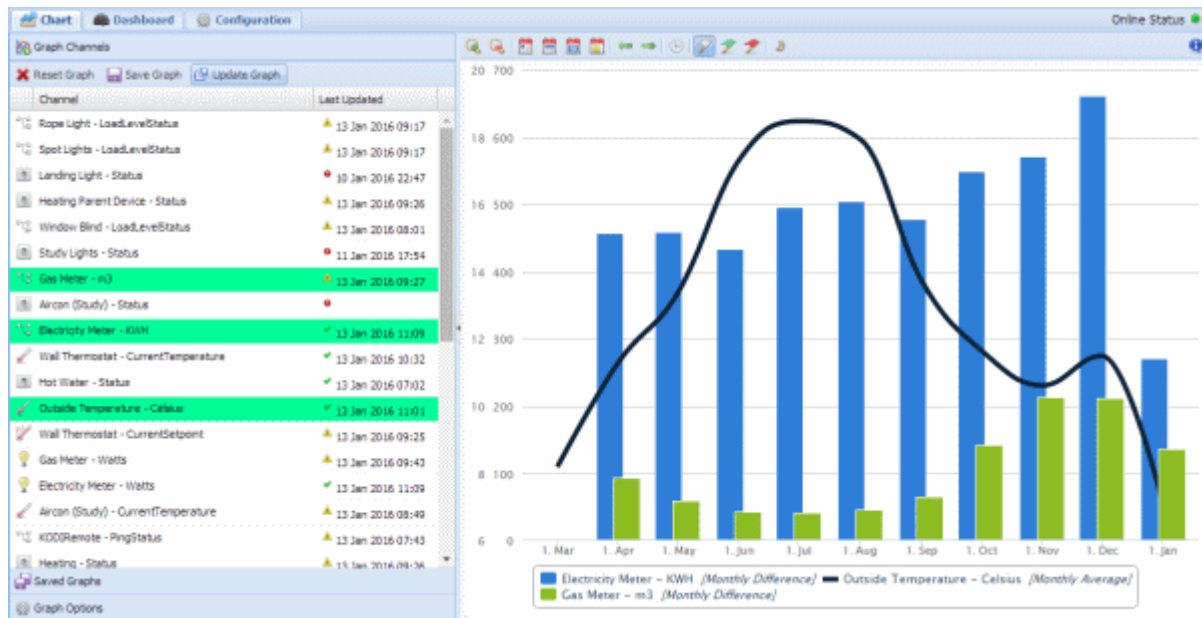 Chart Dashboard Configuration Online Status
Graph Channels
Reset Graph Save Graph Update Graph
Channel Last Updated
Rope Light - LoadLevelStatus 13 Jan 2016 09:17
Spot Lights - LoadLevelStatus 13 Jan 2016 09:17
Landing Light - Status 10 Jan 2016 22:47
Heating Parent Device - Status 13 Jan 2016 09:26
Window Blind - LoadLevelStatus 13 Jan 2016 08:01
Study Lights - Status 11 Jan 2016 17:54
Gas Meter - m3 13 Jan 2016 09:27
Aircon (Study) - Status
Electricity Meter - KWH 13 Jan 2016 11:09
Wall Thermostat - CurrentTemperature 13 Jan 2016 10:32
Hot Water - Status 13 Jan 2016 07:02
Outside Temperature - Celsius 13 Jan 2016 11:01
Wall Thermostat - CurrentSetpoint 13 Jan 2016 09:25
Gas Meter - Watts 13 Jan 2016 09:43
Electricity Meter - Watts 13 Jan 2016 11:09
Aircon (Study) - CurrentTemperature 13 Jan 2016 08:49
KODIRemote - PingStatus 13 Jan 2016 07:43
Heating - Status 13 Jan 2016 09:26
Saved Graphs
Graph Options
20 700
18 600
16 500
14 400
12 300
10 200
8 100
6 0
1. Mar 1. Apr 1. May 1. Jun 1. Jul 1. Aug 1. Sep 1. Oct 1. Nov 1. Dec 1. Jan
Electricity Meter - KWH [Monthly Difference] Outside Temperature - Celsius [Monthly Average]
Gas Meter - m3 [Monthly Difference]